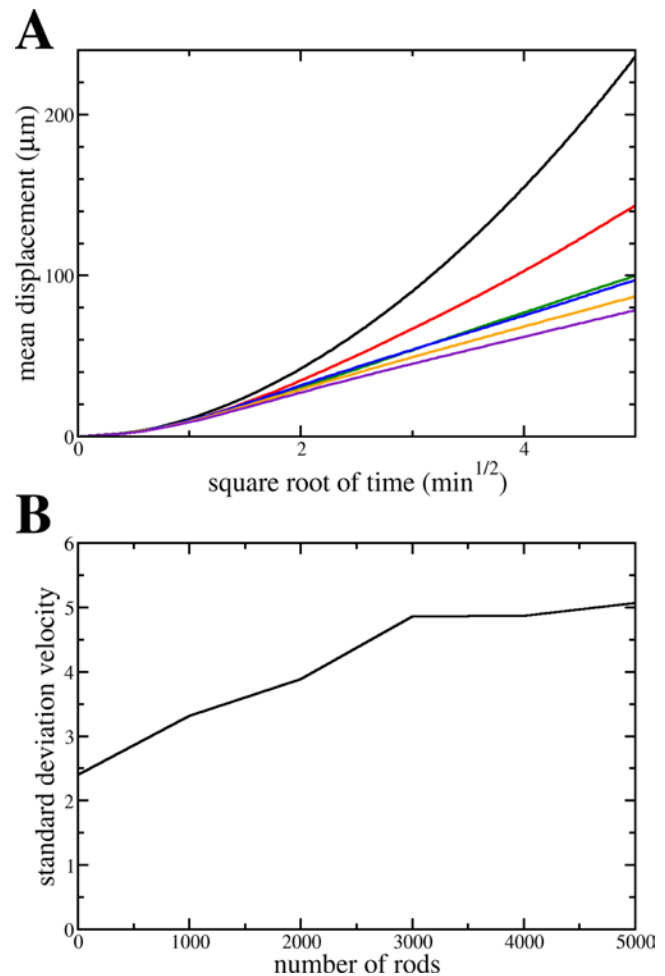 A
200
100
0
mean displacement (μm)
0 2 4
square root of time (min^1/2)
B
6
5
4
3
2
1
0
standard deviation velocity
0 1000 2000 3000 4000 5000
number of rods